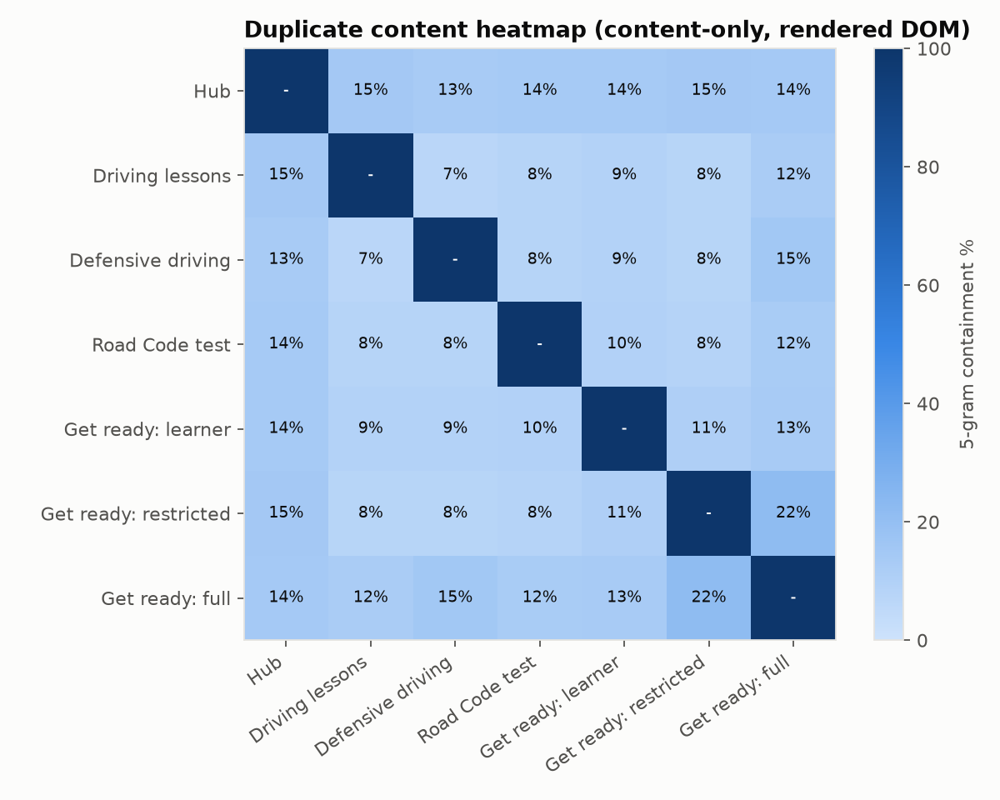 Duplicate content heatmap (content-only, rendered DOM)
Hub - 15% 13% 14% 14% 15% 14%
Driving lessons 15% - 7% 8% 9% 8% 12%
Defensive driving 13% 7% - 8% 9% 8% 15%
Road Code test 14% 8% 8% - 10% 8% 12%
Get ready: learner 14% 9% 9% 10% - 11% 13%
Get ready: restricted 15% 8% 8% 8% 11% - 22%
Get ready: full 14% 12% 15% 12% 13% 22% -
Hub
Driving lessons
Defensive driving
Road Code test
Get ready: learner
Get ready: restricted
Get ready: full
100
80
60
40
20
0
5-gram containment %